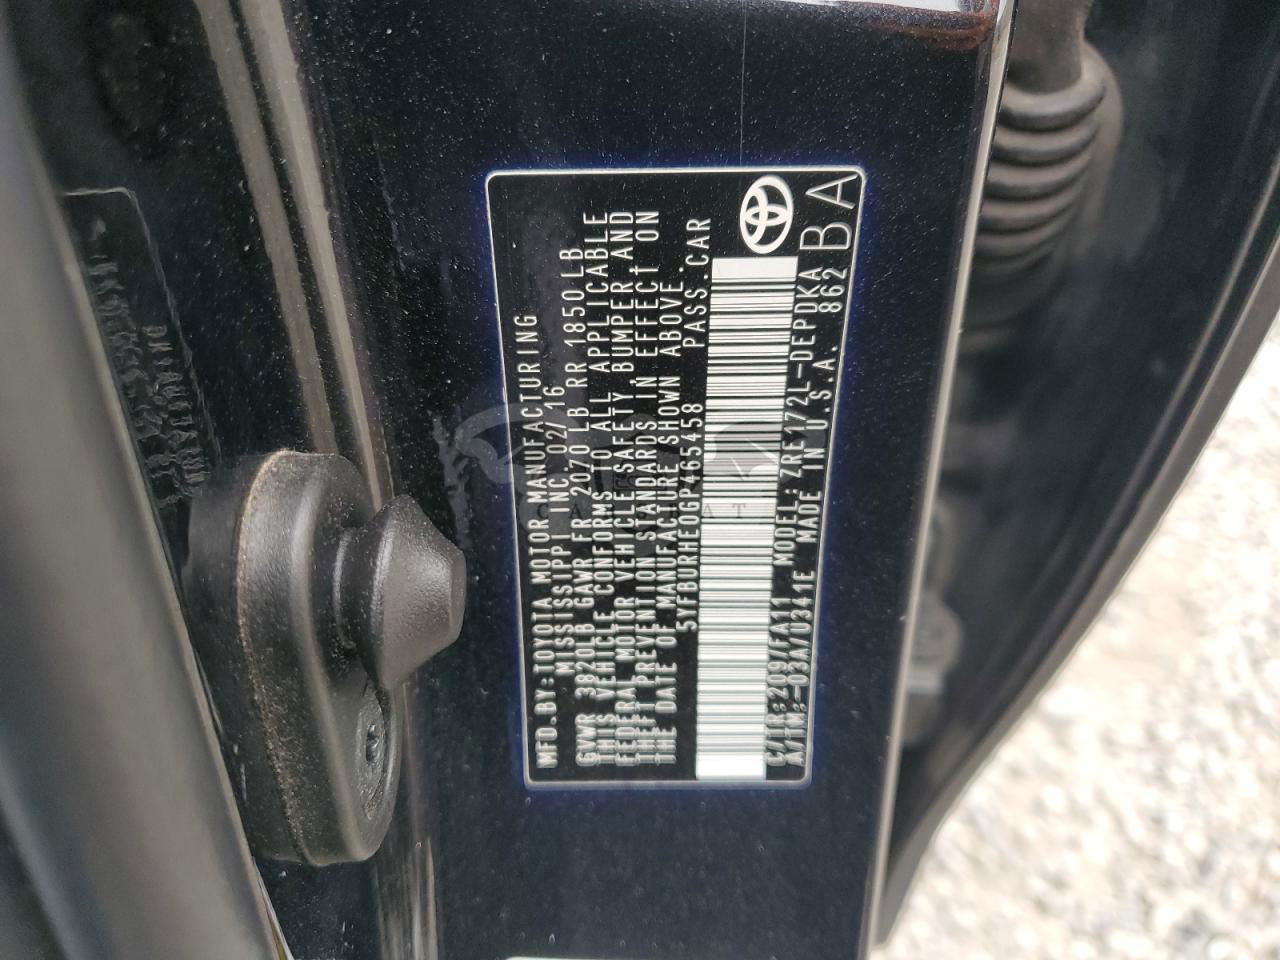 MFD.BY:TOYOTA MOTOR MANUFACTURING
MISSISSIPPI INC 02/16
GVWR 3820LB GAWR FR 2070LB RR 1850LB
THIS VEHICLE CONFORMS TO ALL APPLICABLE
FEDERAL MOTOR VEHICLE SAFETY, BUMPER, AND
THEFT PREVENTION STANDARDS IN EFFECT ON
THE DATE OF MANUFACTURE SHOWN ABOVE.
5YFBURHE0GP465458 PASS.CAR
C/TR:209/FA11 MODEL:ZRE172L-DEPDKA
A/TM:-03A/U341E MADE IN U.S.A. 862
BA